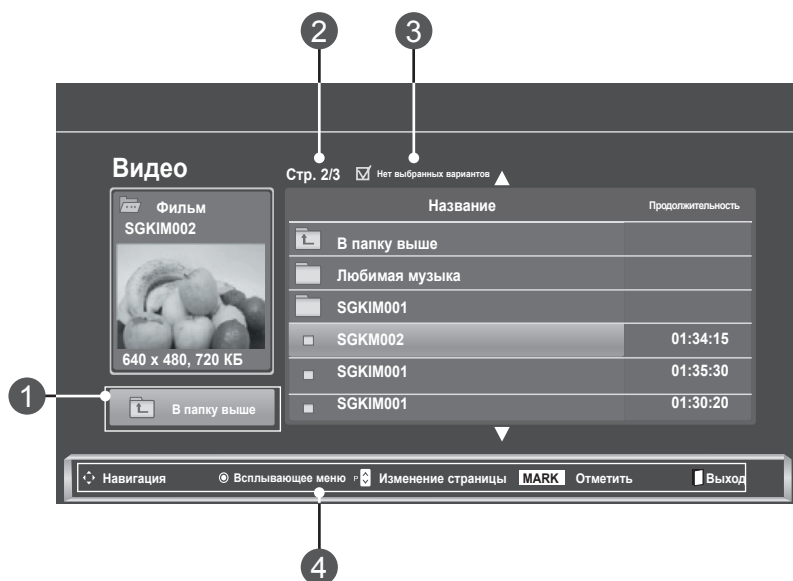 2 3
Видео
Стр. 2/3 Нет выбранных вариантов
Фильм
SGKIM002
640 x 480, 720 КБ
1
В папку выше
Название Продолжительность
В папку выше
Любимая музыка
SGKIM001
SGKM002 01:34:15
SGKIM001 01:35:30
SGKIM001 01:30:20
Навигация Всплывающее меню P Изменение страницы MARK Отметить Выход
4